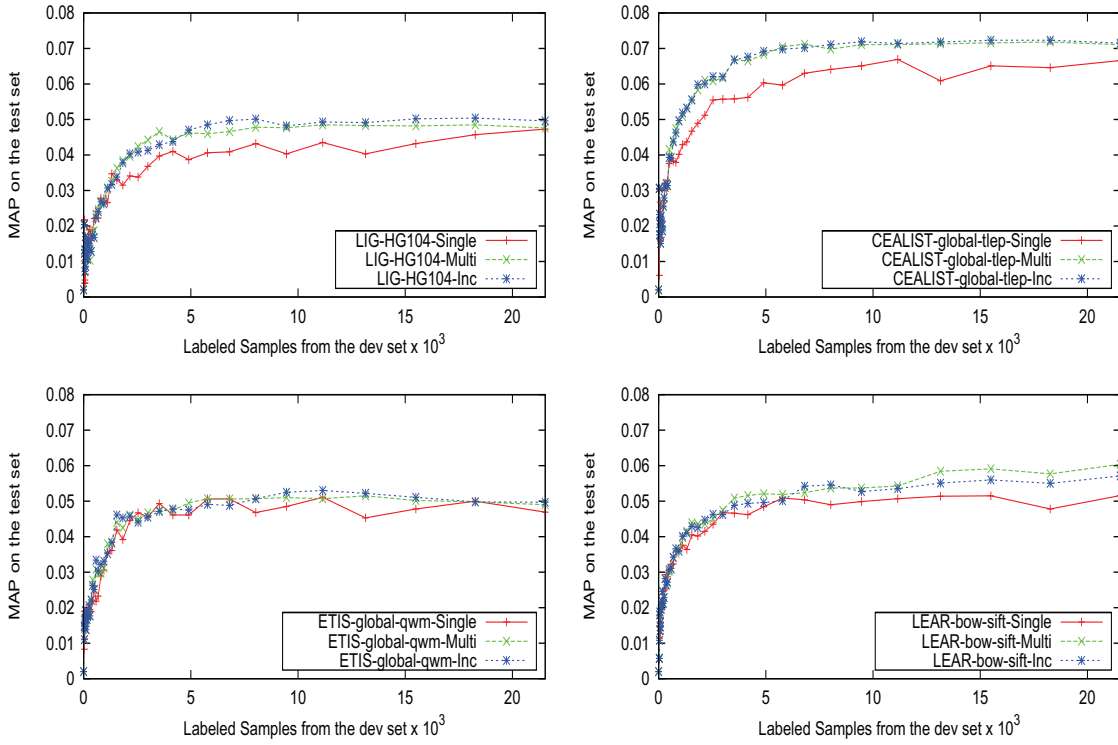 0.08
0.07
0.06
0.05
0.04
0.03
0.02
0.01
0
MAP on the test set
LIG-HG104-Single
LIG-HG104-Multi
LIG-HG104-Inc
0 5 10 15 20
Labeled Samples from the dev set x 10^3
0.08
0.07
0.06
0.05
0.04
0.03
0.02
0.01
0
MAP on the test set
CEALIST-global-tlep-Single
CEALIST-global-tlep-Multi
CEALIST-global-tlep-Inc
0 5 10 15 20
Labeled Samples from the dev set x 10^3
0.08
0.07
0.06
0.05
0.04
0.03
0.02
0.01
0
MAP on the test set
ETIS-global-qwm-Single
ETIS-global-qwm-Multi
ETIS-global-qwm-Inc
0 5 10 15 20
Labeled Samples from the dev set x 10^3
0.08
0.07
0.06
0.05
0.04
0.03
0.02
0.01
0
MAP on the test set
LEAR-bow-sift-Single
LEAR-bow-sift-Multi
LEAR-bow-sift-Inc
0 5 10 15 20
Labeled Samples from the dev set x 10^3